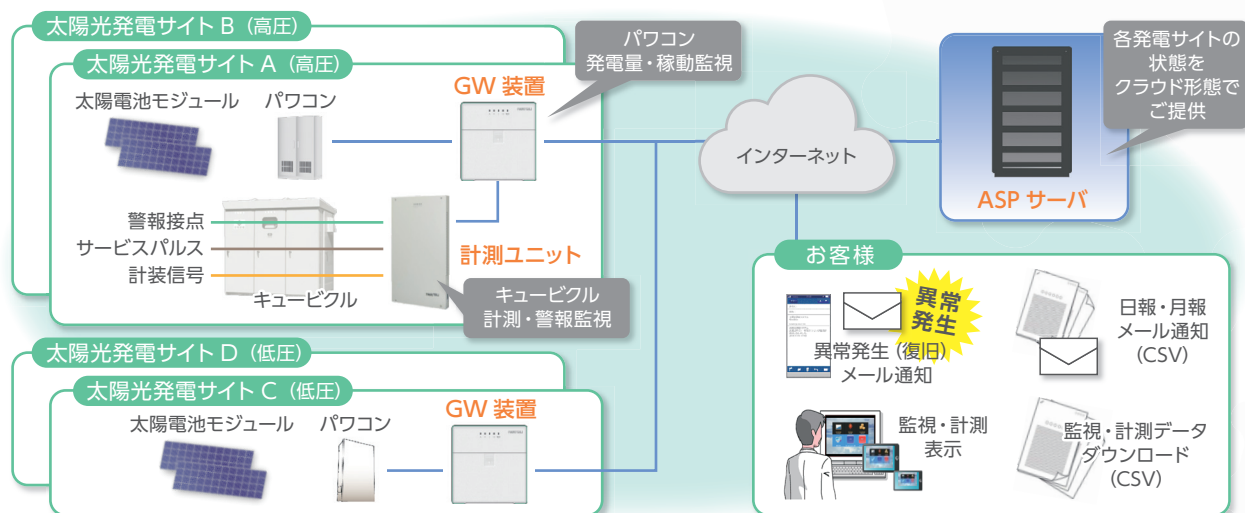 太陽光発電サイト B（高圧）
太陽光発電サイト A（高圧）
太陽電池モジュール
パワコン
GW 装置
パワコン
発電量・稼動監視
警報接点
サービスパルス
計装信号
キュービクル
計測ユニット
キュービクル
計測・警報監視
太陽光発電サイト D（低圧）
太陽光発電サイト C（低圧）
太陽電池モジュール
パワコン
GW 装置
インターネット
ASP サーバ
各発電サイトの
状態を
クラウド形態で
ご提供
お客様
異常
発生
異常発生（復旧）
メール通知
日報・月報
メール通知
(CSV)
監視・計測
表示
監視・計測データ
ダウンロード
(CSV)